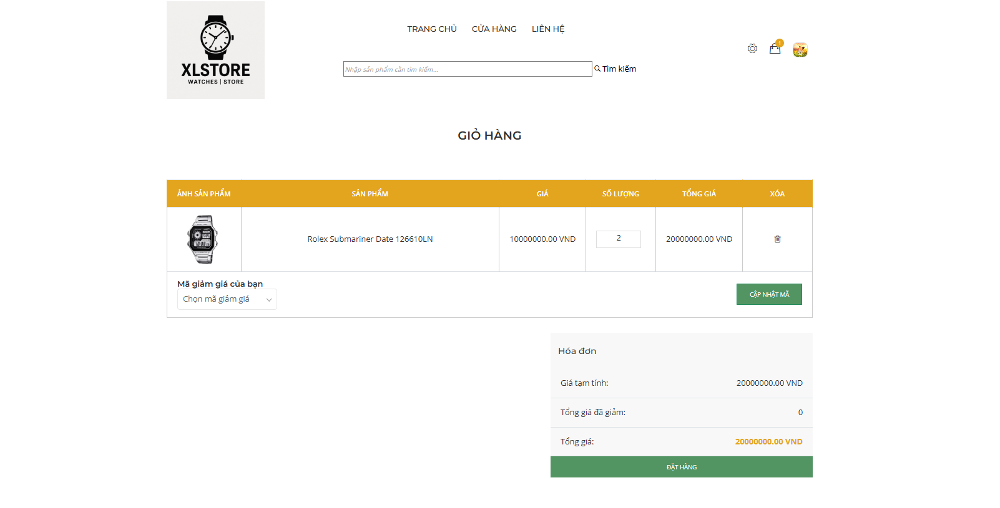 XLSTORE
WATCHES | STORE
TRANG CHỦ CỬA HÀNG LIÊN HỆ
1
Nhập sản phẩm cần tìm kiếm...
Tìm kiếm
GIỎ HÀNG
ẢNH SẢN PHẨM SẢN PHẨM GIÁ SỐ LƯỢNG TỔNG GIÁ XÓA
Rolex Submariner Date 126610LN 10000000.00 VND 2 20000000.00 VND
Mã giảm giá của bạn
Chọn mã giảm giá
CẬP NHẬT MÃ
Hóa đơn
Giá tạm tính: 20000000.00 VND
Tổng giá đã giảm: 0
Tổng giá: 20000000.00 VND
ĐẶT HÀNG